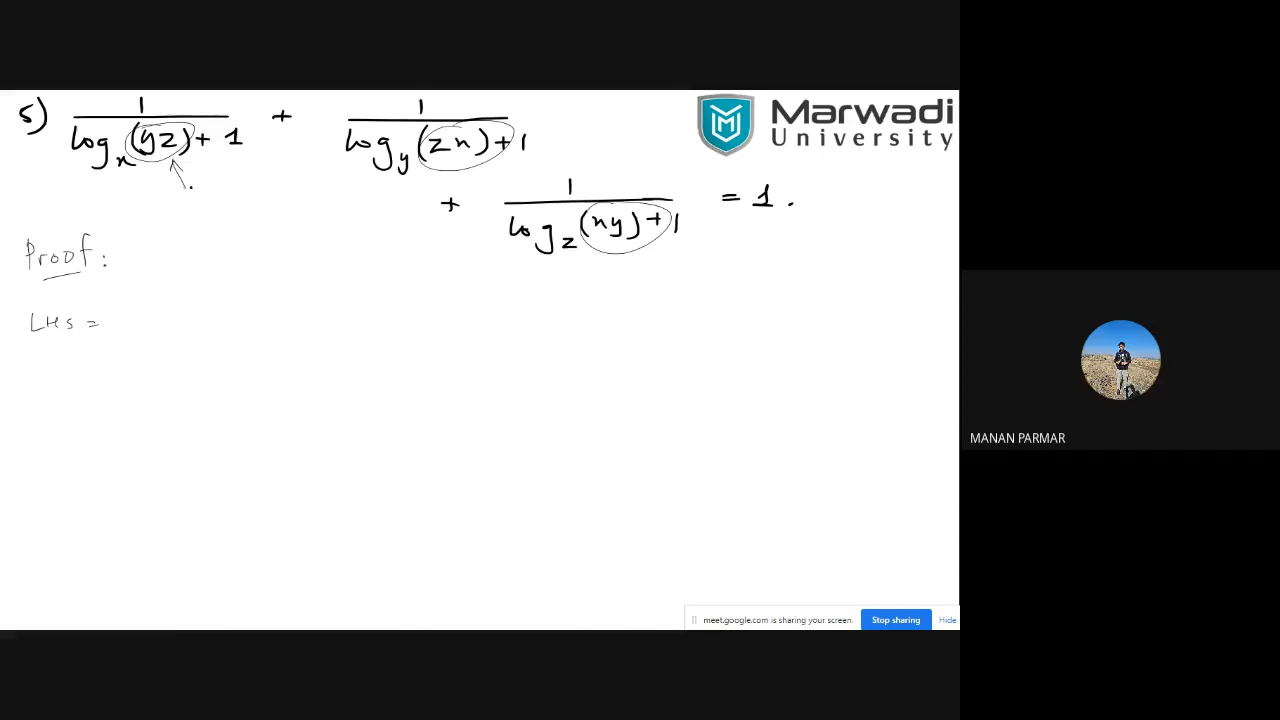 5) 1/(log_x(yz) + 1) + 1/(log_y(zx) + 1)
+ 1/(log_z(xy) + 1) = 1.
Marwadi
University
Proof:
LHS =
MANAN PARMAR
meet.google.com is sharing your screen. Stop sharing Hide